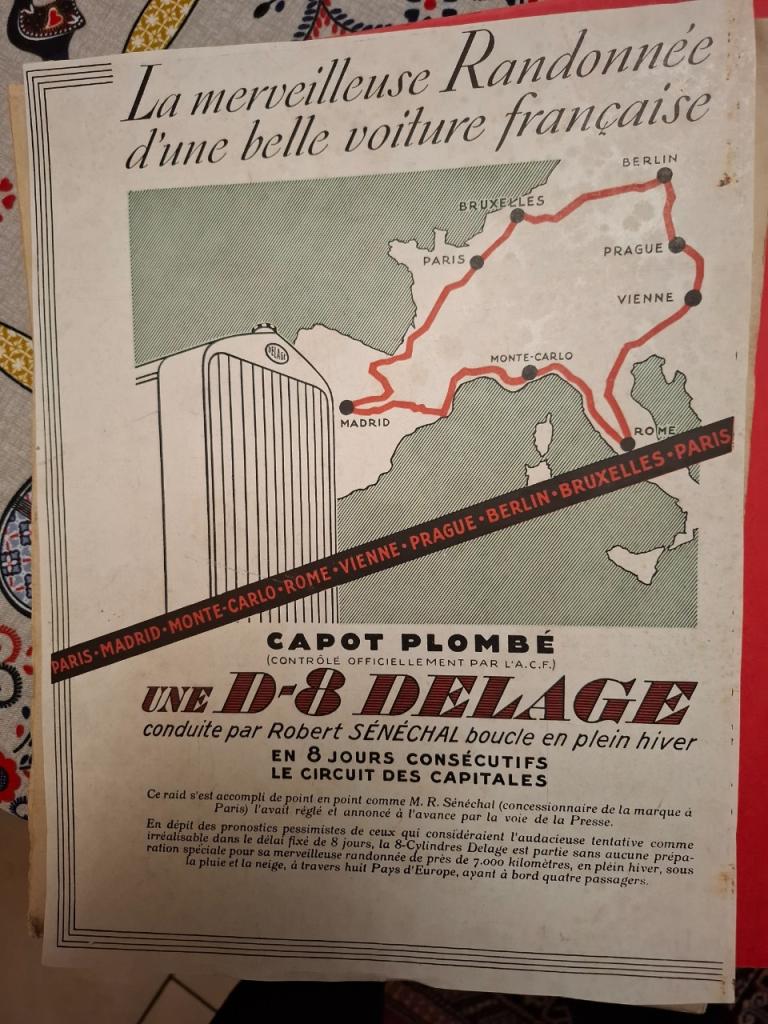 La merveilleuse Randonnée
d'une belle voiture française
BERLIN
BRUXELLES
PARIS
PRAGUE
VIENNE
MONTE-CARLO
DELAGE
MADRID
ROME
PARIS·MADRID·MONTE-CARLO·ROME·VIENNE·PRAGUE·BERLIN·BRUXELLES·PARIS
CAPOT PLOMBÉ
(CONTRÔLÉ OFFICIELLEMENT PAR L'A.C.F.)
UNE D-8 DELAGE
conduite par Robert SÉNÉCHAL boucle en plein hiver
EN 8 JOURS CONSÉCUTIFS
LE CIRCUIT DES CAPITALES
Ce raid s'est accompli de point en point comme M. R. Sénéchal (concessionnaire de la marque à
Paris) l'avait réglé et annoncé à l'avance par la voie de la Presse.
En dépit des pronostics pessimistes de ceux qui considéraient l'audacieuse tentative comme
irréalisable dans le délai fixé de 8 jours, la 8-Cylindres Delage est partie sans aucune prépa-
ration spéciale pour sa merveilleuse randonnée de près de 7.000 kilomètres, en plein hiver, sous
la pluie et la neige, à travers huit Pays d'Europe, ayant à bord quatre passagers.